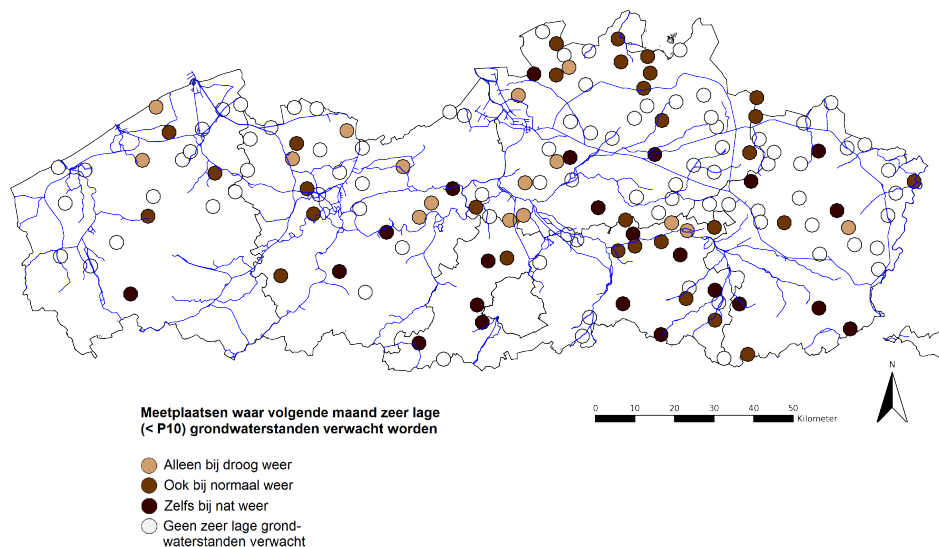 N
0 10 20 30 40 50
Kilometer
Meetplaatsen waar volgende maand zeer lage
(< P10) grondwaterstanden verwacht worden
Alleen bij droog weer
Ook bij normaal weer
Zelfs bij nat weer
Geen zeer lage grond-
waterstanden verwacht